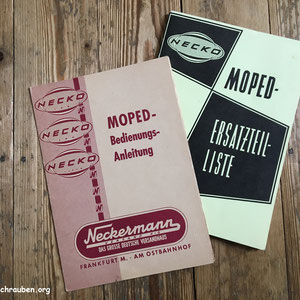 NECKO
NECKO
NECKO
MOPED-
Bedienungs-
Anleitung
Neckermann
DAS GROSSE DEUTSCHE VERSANDHAUS
FRANKFURT M. · AM OSTBAHNHOF
NECKO
MOPED-
ERSATZTEIL-
LISTE
chrauben.org